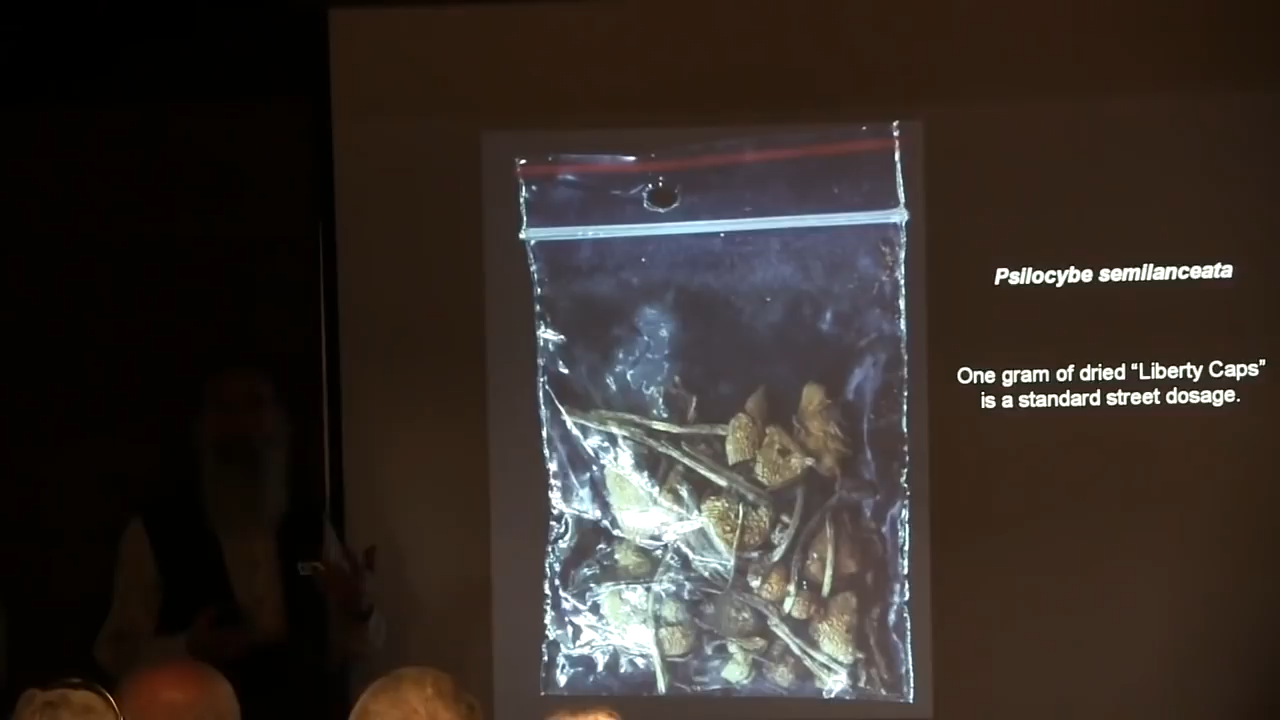 Psilocybe semilanceata
One gram of dried “Liberty Caps”
is a standard street dosage.